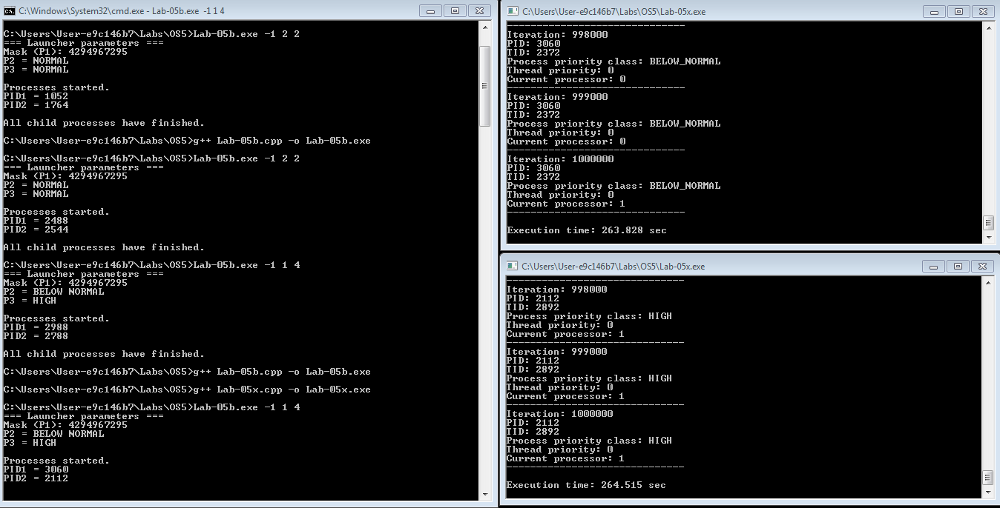 C:\Windows\System32\cmd.exe - Lab-05b.exe -1 1 4
C:\Users\User-e9c146b7\Labs\OS5>Lab-05b.exe -1 2 2
=== Launcher parameters ===
Mask (P1): 4294967295
P2 = NORMAL
P3 = NORMAL
Processes started.
PID1 = 1052
PID2 = 1764
All child processes have finished.
C:\Users\User-e9c146b7\Labs\OS5>g++ Lab-05b.cpp -o Lab-05b.exe
C:\Users\User-e9c146b7\Labs\OS5>Lab-05b.exe -1 2 2
=== Launcher parameters ===
Mask (P1): 4294967295
P2 = NORMAL
P3 = NORMAL
Processes started.
PID1 = 2488
PID2 = 2544
All child processes have finished.
C:\Users\User-e9c146b7\Labs\OS5>Lab-05b.exe -1 1 4
=== Launcher parameters ===
Mask (P1): 4294967295
P2 = BELOW NORMAL
P3 = HIGH
Processes started.
PID1 = 2988
PID2 = 2788
All child processes have finished.
C:\Users\User-e9c146b7\Labs\OS5>g++ Lab-05b.cpp -o Lab-05b.exe
C:\Users\User-e9c146b7\Labs\OS5>g++ Lab-05x.cpp -o Lab-05x.exe
C:\Users\User-e9c146b7\Labs\OS5>Lab-05b.exe -1 1 4
=== Launcher parameters ===
Mask (P1): 4294967295
P2 = BELOW NORMAL
P3 = HIGH
Processes started.
PID1 = 3060
PID2 = 2112
C:\Users\User-e9c146b7\Labs\OS5\Lab-05x.exe
------------------------------
Iteration: 998000
PID: 3060
TID: 2372
Process priority class: BELOW_NORMAL
Thread priority: 0
Current processor: 0
------------------------------
Iteration: 999000
PID: 3060
TID: 2372
Process priority class: BELOW_NORMAL
Thread priority: 0
Current processor: 0
------------------------------
Iteration: 1000000
PID: 3060
TID: 2372
Process priority class: BELOW_NORMAL
Thread priority: 0
Current processor: 1
------------------------------
Execution time: 263.828 sec
C:\Users\User-e9c146b7\Labs\OS5\Lab-05x.exe
------------------------------
Iteration: 998000
PID: 2112
TID: 2892
Process priority class: HIGH
Thread priority: 0
Current processor: 1
------------------------------
Iteration: 999000
PID: 2112
TID: 2892
Process priority class: HIGH
Thread priority: 0
Current processor: 1
------------------------------
Iteration: 1000000
PID: 2112
TID: 2892
Process priority class: HIGH
Thread priority: 0
Current processor: 1
------------------------------
Execution time: 264.515 sec